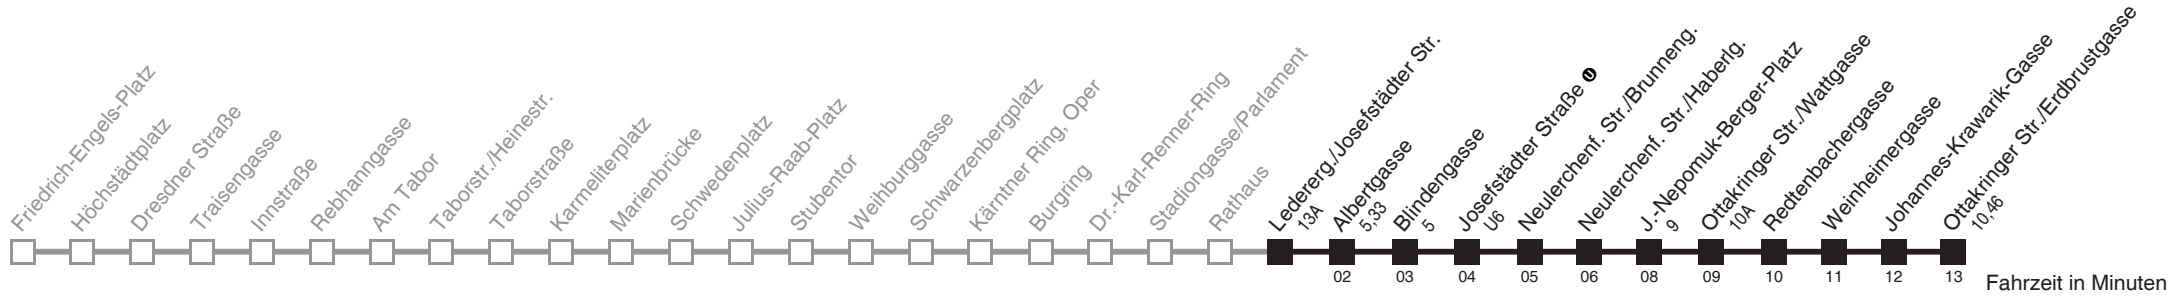 Friedrich-Engels-Platz
Höchstädtplatz
Dresdner Straße
Traisengasse
Innstraße
Rebhanngasse
Am Tabor
Taborstr./Heinestr.
Taborstraße
Karmeliterplatz
Marienbrücke
Schwedenplatz
Julius-Raab-Platz
Stubentor
Weihburggasse
Schwarzenbergplatz
Kärntner Ring, Oper
Burgring
Dr.-Karl-Renner-Ring
Stadiongasse/Parlament
Rathaus
Ledererg./Josefstädter Str.
13A
Albertgasse
5,33
Blindengasse
5
Josefstädter Straße U
U6
Neulerchenf. Str./Brunneng.
Neulerchenf. Str./Haberlg.
J.-Nepomuk-Berger-Platz
9
Ottakringer Str./Wattgasse
10A
Redtenbachergasse
Weinheimergasse
Johannes-Krawarik-Gasse
Ottakringer Str./Erdbrustgasse
10,46
02 03 04 05 06 08 09 10 11 12 13 Fahrzeit in Minuten